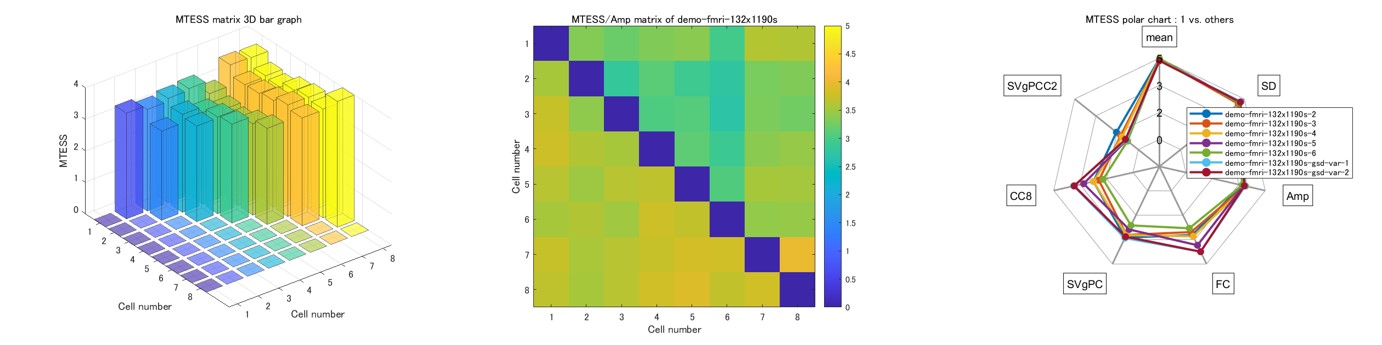 MTESS matrix 3D bar graph
4
3
2
1
0
MTESS
1
2
3
4
5
6
7
8
Cell number
1
2
3
4
5
6
7
8
Cell number
MTESS/Amp matrix of demo-fmri-132x1190s
1
2
3
4
5
6
7
8
Cell number
1
2
3
4
5
6
7
8
Cell number
5
4.5
4
3.5
3
2.5
2
1.5
1
0.5
0
MTESS polar chart : 1 vs. others
mean
SD
Amp
FC
SVgPC
CC8
SVgPCC2
3
2
0
demo-fmri-132x1190s-2
demo-fmri-132x1190s-3
demo-fmri-132x1190s-4
demo-fmri-132x1190s-5
demo-fmri-132x1190s-6
demo-fmri-132x1190s-gsd-var-1
demo-fmri-132x1190s-gsd-var-2